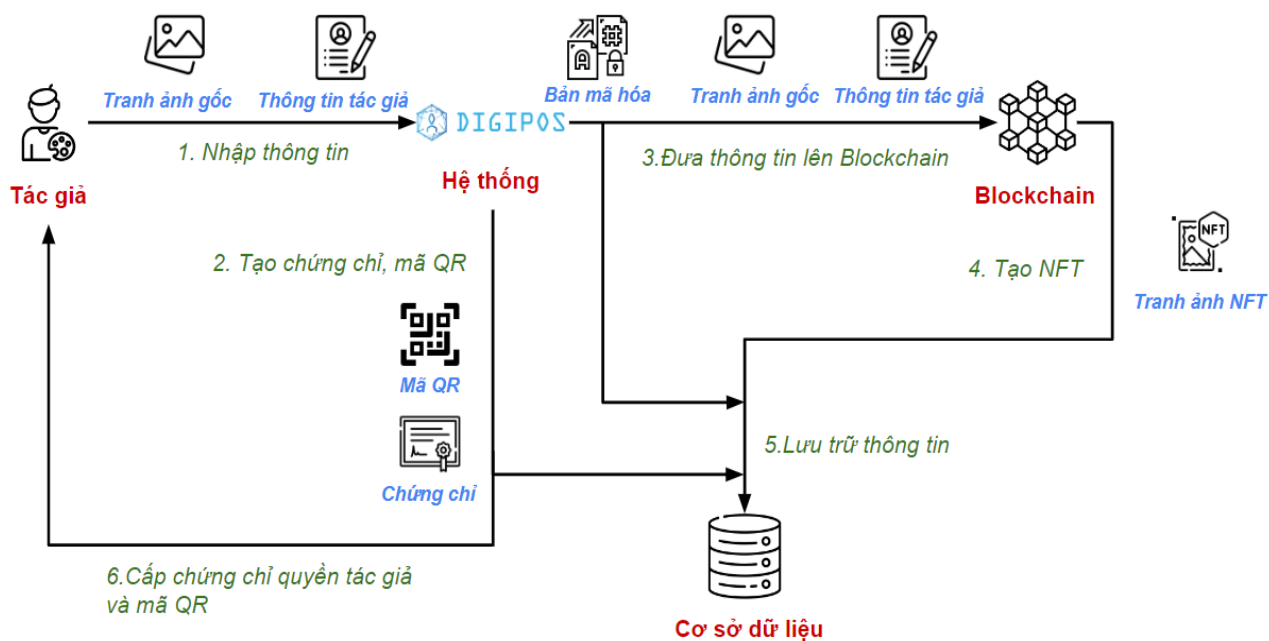 Tranh ảnh gốc
Thông tin tác giả
Bản mã hóa
Tranh ảnh gốc
Thông tin tác giả
DIGIPOS
1. Nhập thông tin
3.Đưa thông tin lên Blockchain
Tác giả
Hệ thống
Blockchain
NFT
2. Tạo chứng chỉ, mã QR
4. Tạo NFT
Tranh ảnh NFT
Mã QR
5.Lưu trữ thông tin
Chứng chỉ
6.Cấp chứng chỉ quyền tác giả
và mã QR
Cơ sở dữ liệu